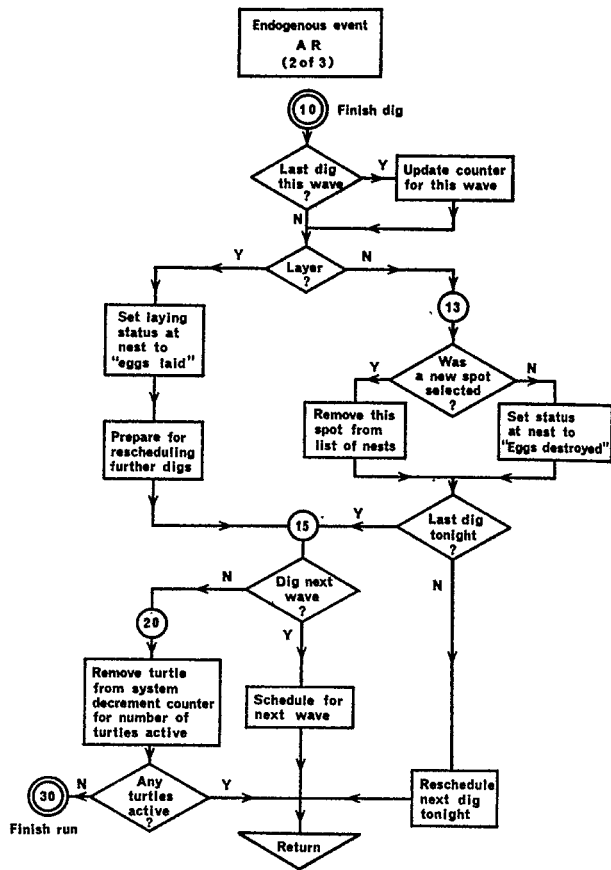 Endogenous event
A R
(2 of 3)
10
Finish dig
Last dig
this wave
?
Y
Update counter
for this wave
N
Y
Layer
?
N
13
Set laying
status at
nest to
"eggs laid"
Was
a new spot
selected
?
Y
N
Remove this
spot from
list of nests
Set status
at nest to
"Eggs destroyed"
Prepare for
rescheduling
further digs
15
Y
Last dig
tonight
?
N
Dig next
wave
?
N
Y
20
Remove turtle
from system
decrement counter
for number of
turtles active
Schedule for
next wave
30
Finish run
N
Any
turtles
active
?
Y
Reschedule
next dig
tonight
Return